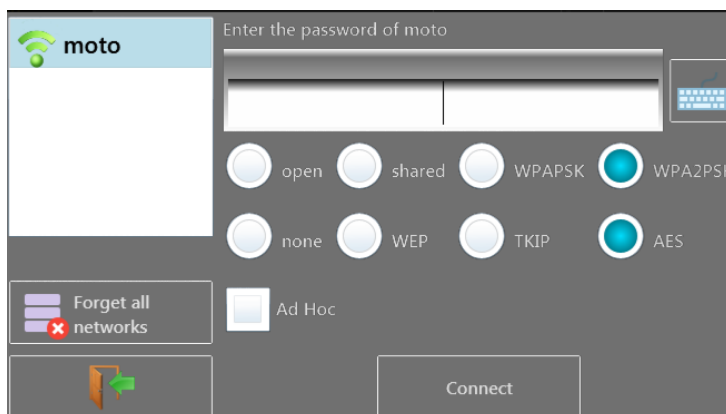 moto
Enter the password of moto
open
shared
WPAPSK
WPA2PSK
none
WEP
TKIP
AES
Forget all
networks
Ad Hoc
Connect